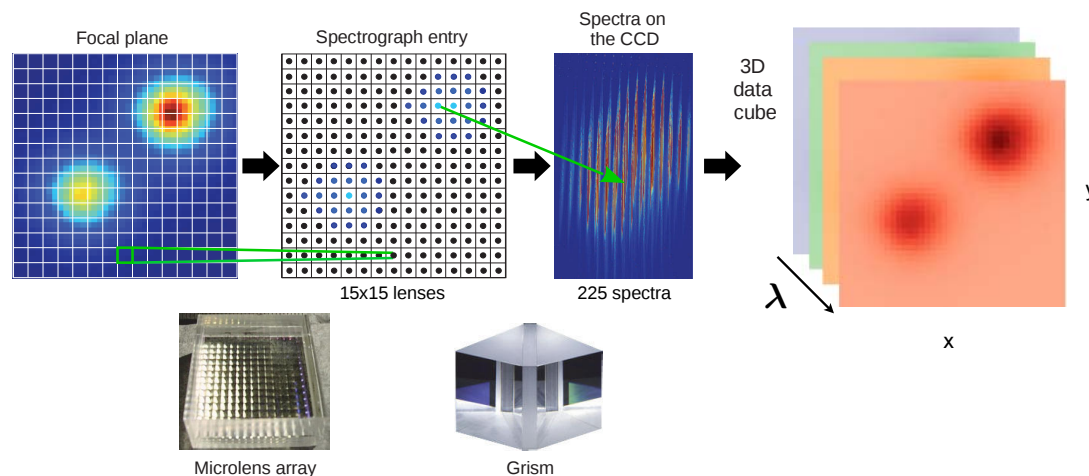 Focal plane
Spectrograph entry
Spectra on
the CCD
3D
data
cube
y
λ
x
15x15 lenses
225 spectra
Microlens array
Grism